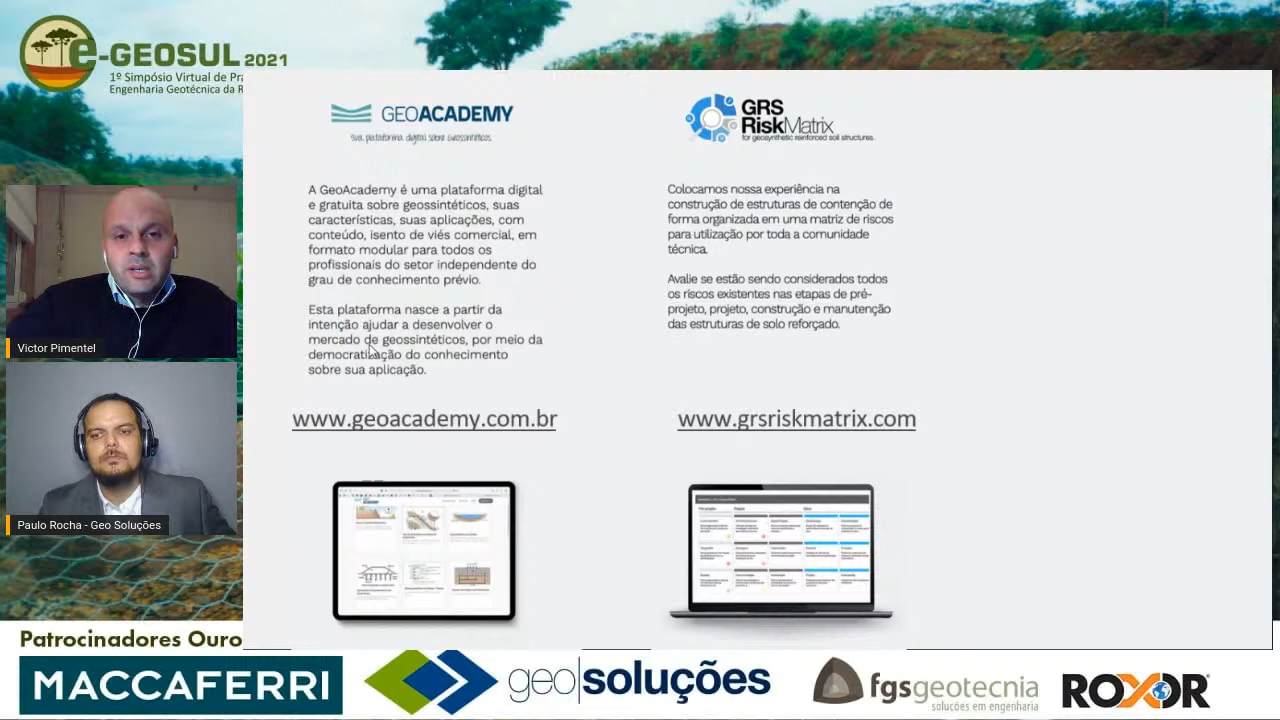 e-GEOSUL 2021
1º Simpósio Virtual de Pra
Engenharia Geotécnica da R
GEOACADEMY
sua plataforma digital sobre Geossintéticos
A GeoAcademy é uma plataforma digital
e gratuita sobre geossintéticos, suas
características, suas aplicações, com
conteúdo, isento de viés comercial, em
formato modular para todos os
profissionais do setor independente do
grau de conhecimento prévio.
Esta plataforma nasce a partir da
intenção ajudar a desenvolver o
mercado de geossintéticos, por meio da
democratização do conhecimento
sobre sua aplicação.
www.geoacademy.com.br
GRS
RiskMatrix
for geosynthetic reinforced soil structures.
Colocamos nossa experiência na
construção de estruturas de contenção de
forma organizada em uma matriz de riscos
para utilização por toda a comunidade
técnica.
Avalie se estão sendo considerados todos
os riscos existentes nas etapas de pré-
projeto, projeto, construção e manutenção
das estruturas de solo reforçado.
www.grsriskmatrix.com
Victor Pimentel
Paulo Rocha - Geo Soluções
Patrocinadores Ouro
MACCAFERRI
geo|soluções
fgsgeotecnia
soluções em engenharia
ROXOR